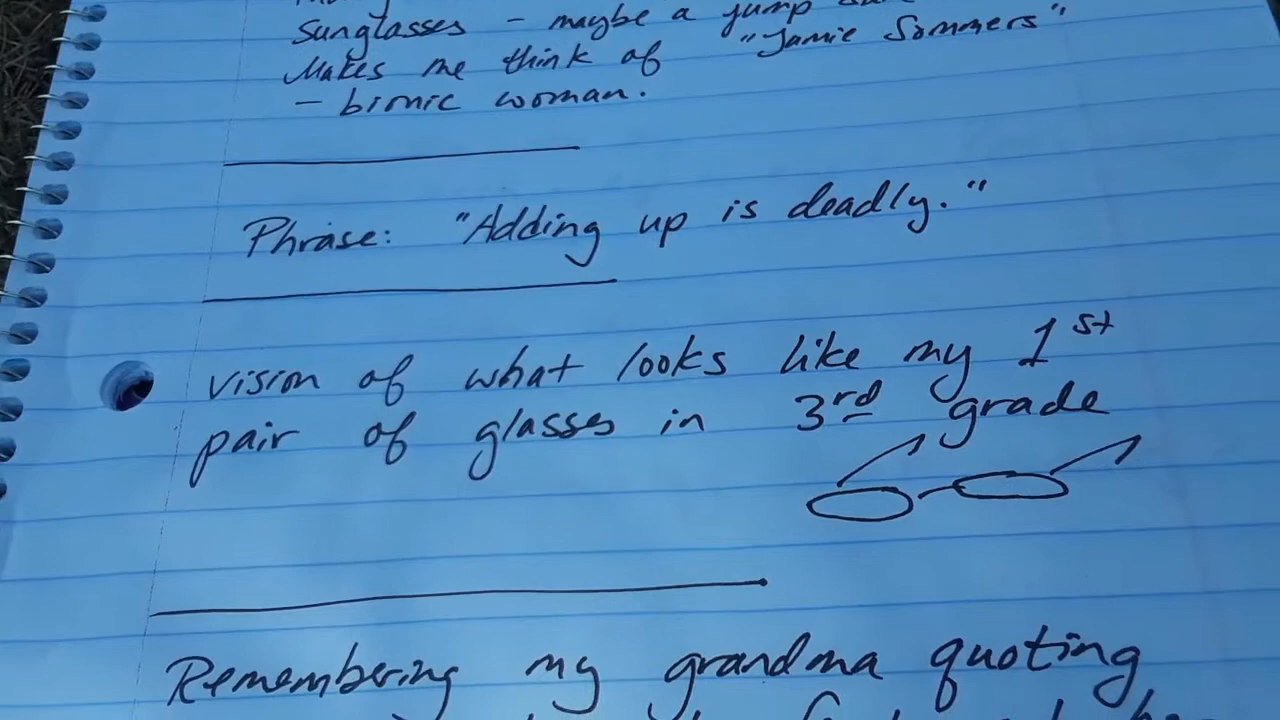 sunglasses - maybe a jump
Makes me think of "Jamie Sommers"
- bionic woman.
Phrase: "Adding up is deadly."
vision of what looks like my 1st
pair of glasses in 3rd grade
Remembering my grandma quoting